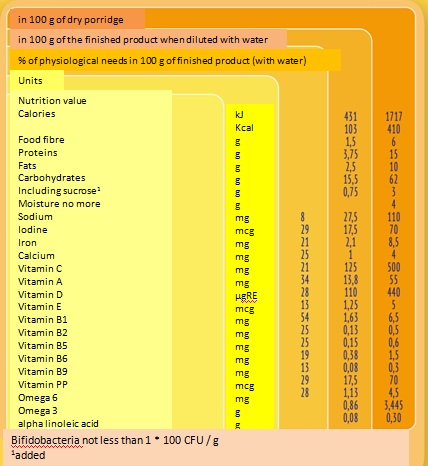 in 100 g of dry porridge
in 100 g of the finished product when diluted with water
% of physiological needs in 100 g of finished product (with water)
Units
Nutrition value
Calories kJ 431 1717
Kcal 103 410
Food fibre g 1,5 6
Proteins g 3,75 15
Fats g 2,5 10
Carbohydrates g 15,5 62
Including sucrose¹ g 0,75 3
Moisture no more g 4
Sodium mg 8 27,5 110
Iodine mcg 29 17,5 70
Iron mg 21 2,1 8,5
Calcium mg 25 1 4
Vitamin C mg 21 125 500
Vitamin A mg 34 13,8 55
Vitamin D µgRE 28 110 440
Vitamin E mcg 13 1,25 5
Vitamin B1 mg 54 1,63 6,5
Vitamin B2 mg 25 0,13 0,5
Vitamin B5 mg 25 0,15 0,6
Vitamin B6 mg 19 0,38 1,5
Vitamin B9 mg 13 0,08 0,3
Vitamin PP mcg 29 17,5 70
Omega 6 mg 28 1,13 4,5
Omega 3 g 0,86 3,445
alpha linoleic acid g 0,08 0,30
Bifidobacteria not less than 1 * 100 CFU / g
¹added